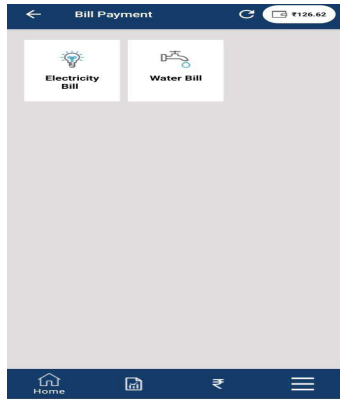 Bill Payment
₹126.62
Electricity
Bill
Water Bill
₹
Home